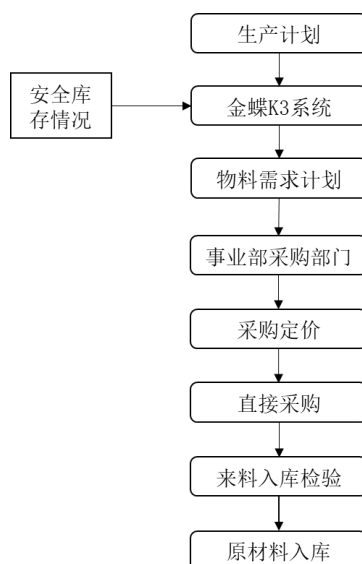 生产计划
安全库
存情况
金蝶K3系统
物料需求计划
事业部采购部门
采购定价
直接采购
来料入库检验
原材料入库